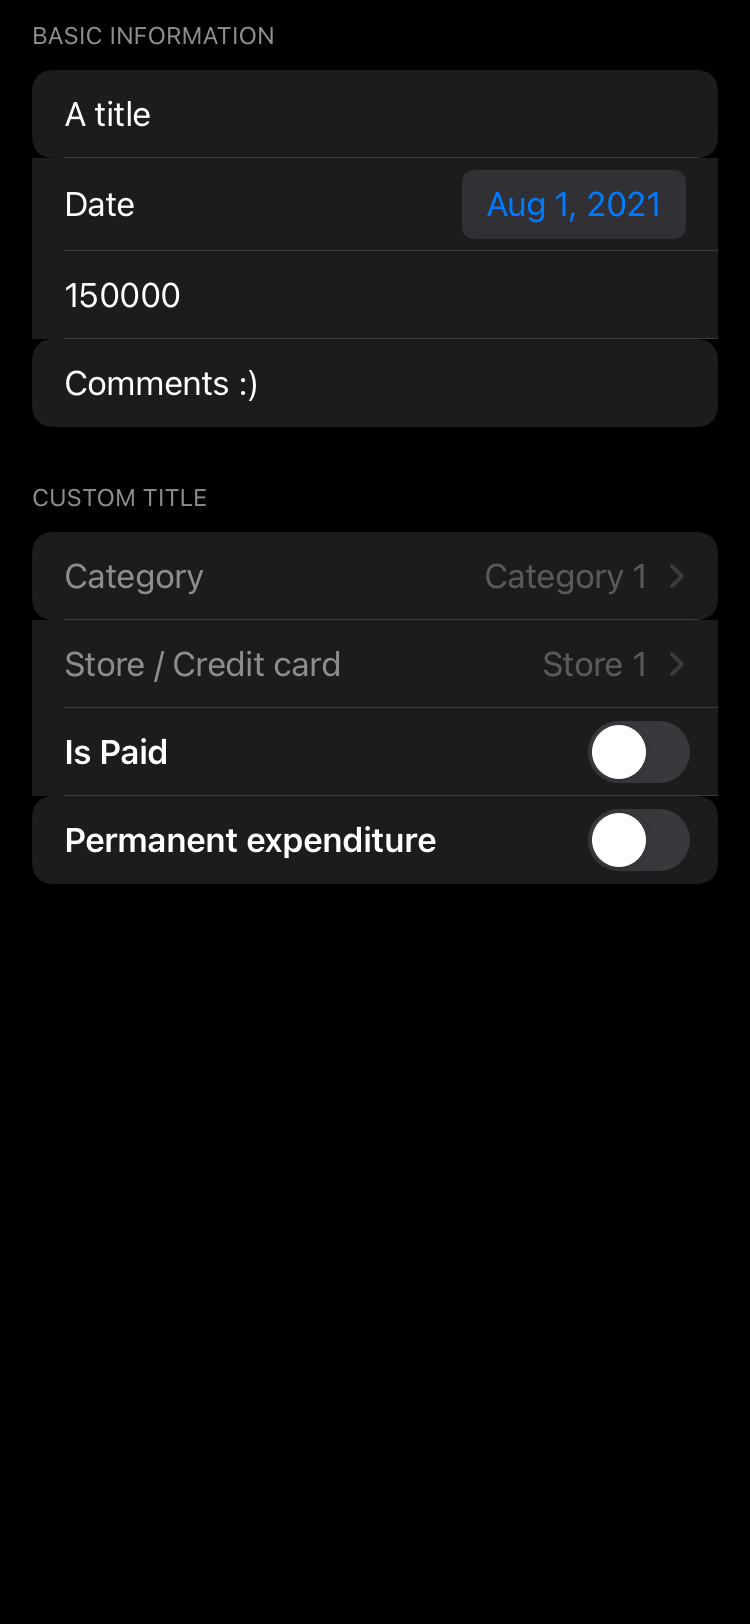 BASIC INFORMATION
A title
Date Aug 1, 2021
150000
Comments :)
CUSTOM TITLE
Category Category 1
Store / Credit card Store 1
Is Paid
Permanent expenditure